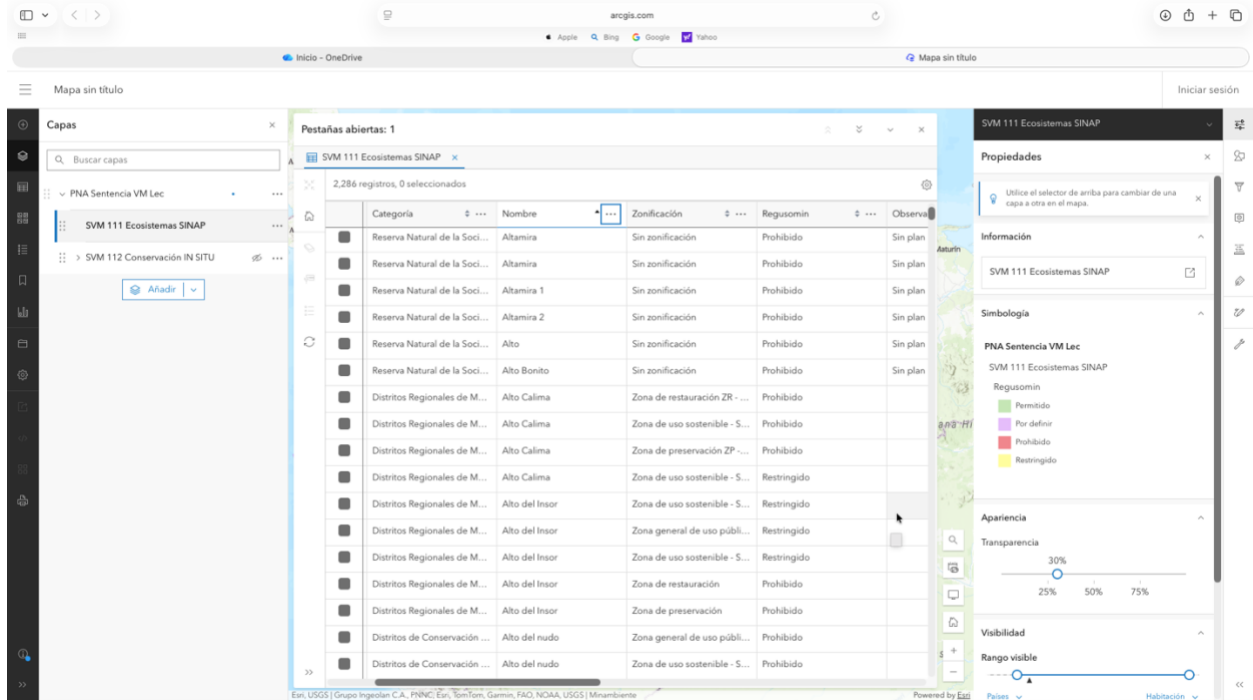 arcgis.com
Apple Bing Google Yahoo
Inicio - OneDrive
Mapa sin título
Mapa sin título
Iniciar sesión
Capas
Buscar capas
PNA Sentencia VM Lec
SVM 111 Ecosistemas SINAP
SVM 112 Conservación IN SITU
Añadir
Pestañas abiertas: 1
SVM 111 Ecosistemas SINAP
2,286 registros, 0 seleccionados
Categoría Nombre Zonificación Regusomin Observa
Reserva Natural de la Soci... Altamira Sin zonificación Prohibido Sin plan
Reserva Natural de la Soci... Altamira Sin zonificación Prohibido Sin plan
Reserva Natural de la Soci... Altamira 1 Sin zonificación Prohibido Sin plan
Reserva Natural de la Soci... Altamira 2 Sin zonificación Prohibido Sin plan
Reserva Natural de la Soci... Alto Sin zonificación Prohibido Sin plan
Reserva Natural de la Soci... Alto Bonito Sin zonificación Prohibido Sin plan
Distritos Regionales de M... Alto Calima Zona de restauración ZR - ... Prohibido
Distritos Regionales de M... Alto Calima Zona de uso sostenible - S... Prohibido
Distritos Regionales de M... Alto Calima Zona de preservación ZP -... Prohibido
Distritos Regionales de M... Alto Calima Zona de uso sostenible - S... Restringido
Distritos Regionales de M... Alto del Insor Zona de uso sostenible - S... Restringido
Distritos Regionales de M... Alto del Insor Zona general de uso públi... Restringido
Distritos Regionales de M... Alto del Insor Zona de uso sostenible - S... Restringido
Distritos Regionales de M... Alto del Insor Zona de restauración Prohibido
Distritos Regionales de M... Alto del Insor Zona de preservación Prohibido
Distritos de Conservación ... Alto del nudo Zona general de uso públi... Prohibido
Distritos de Conservación ... Alto del nudo Zona de uso sostenible - S... Prohibido
Esri, USGS | Grupo Ingeolan C.A., PNNC; Esri, TomTom, Garmin, FAO, NOAA, USGS | Minambiente
Powered by Esri
SVM 111 Ecosistemas SINAP
Propiedades
Utilice el selector de arriba para cambiar de una
capa a otra en el mapa.
Información
SVM 111 Ecosistemas SINAP
Simbología
PNA Sentencia VM Lec
SVM 111 Ecosistemas SINAP
Regusomin
Permitido
Por definir
Prohibido
Restringido
Apariencia
Transparencia
30%
25% 50% 75%
Visibilidad
Rango visible
Países Habitación